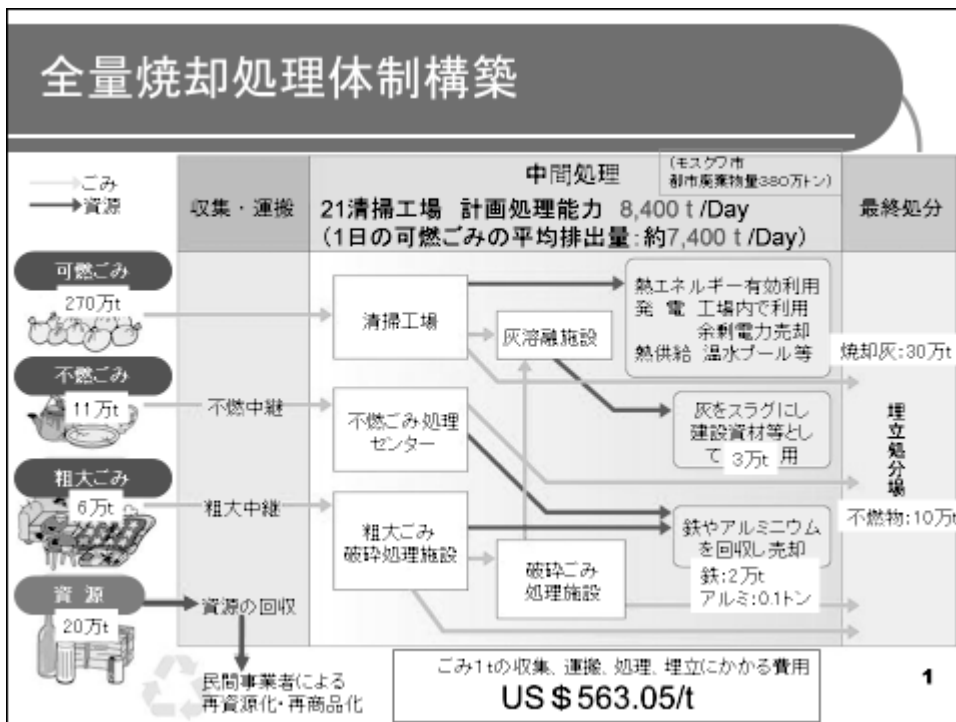 全量焼却処理体制構築
ごみ
資源
収集・運搬
中間処理
(モスクワ市
都市廃棄物量380万トン)
21清掃工場 計画処理能力 8,400 t /Day
(1日の可燃ごみの平均排出量:約7,400 t /Day)
最終処分
可燃ごみ
270万t
清掃工場
灰溶融施設
熱エネルギー有効利用
発 電 工場内で利用
余剰電力売却
熱供給 温水プール等
焼却灰:30万t
不燃ごみ
11万t
不燃中継
不燃ごみ処理
センター
灰をスラグにし
建設資材等とし
て 3万t 用
埋立処分場
粗大ごみ
6万t
粗大中継
粗大ごみ
破砕処理施設
破砕ごみ
処理施設
鉄やアルミニウム
を回収し売却
鉄:2万t
アルミ:0.1トン
不燃物:10万t
資 源
20万t
資源の回収
民間事業者による
再資源化・再商品化
ごみ1tの収集、運搬、処理、埋立にかかる費用
US $ 563.05/t
1